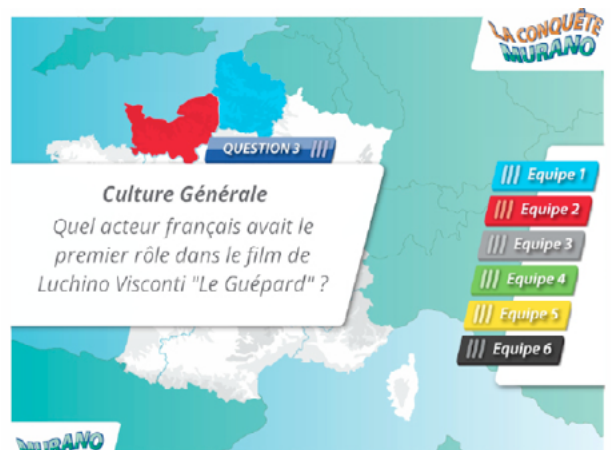 LA CONQUÊTE
MURANO
QUESTION 3
Culture Générale
Quel acteur français avait le
premier rôle dans le film de
Luchino Visconti "Le Guépard" ?
Equipe 1
Equipe 2
Equipe 3
Equipe 4
Equipe 5
Equipe 6
MURANO